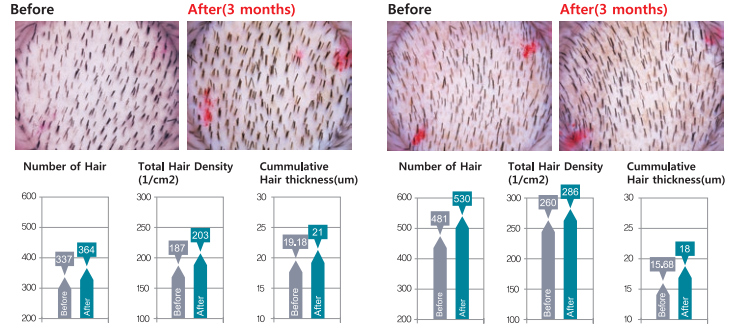 Before After(3 months) Before After(3 months)
Number of Hair
600
500
400
300
200
337
364
Before
After
Total Hair Density
(1/cm2)
300
250
200
150
100
187
203
Before
After
Cummulative
Hair thickness(um)
30
25
20
15
10
19.18
21
Before
After
Number of Hair
600
500
400
300
200
481
530
Before
After
Total Hair Density
(1/cm2)
300
250
200
150
100
260
286
Before
After
Cummulative
Hair thickness(um)
30
25
20
15
10
15.68
18
Before
After